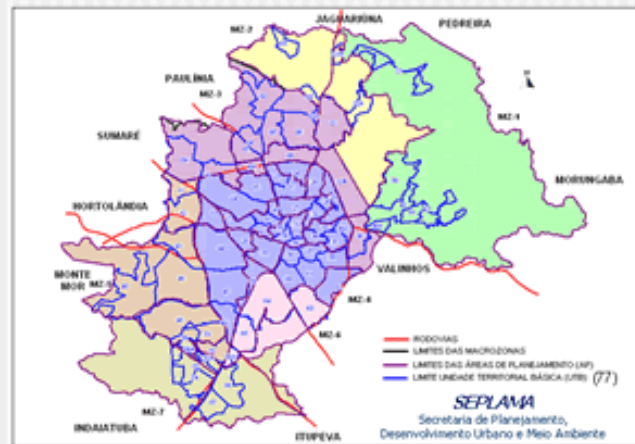 JAGUARIÚNA
PEDREIRA
MZ-2
PAULÍNIA
MZ-3
SUMARÉ
MZ-1
HORTOLÂNDIA
MORUNGABA
MONTE
MOR
MZ-5
VALINHOS
MZ-4
MZ-6
MZ-7
INDAIATUBA
ITUPEVA
RODOVIAS
LIMITES DAS MACROZONAS
LIMITES DAS ÁREAS DE PLANEJAMENTO (AP)
LIMITE UNIDADE TERRITORIAL BÁSICA (UTB) (77)
SEPLAMA
Secretaria de Planejamento,
Desenvolvimento Urbano e Meio Ambiente